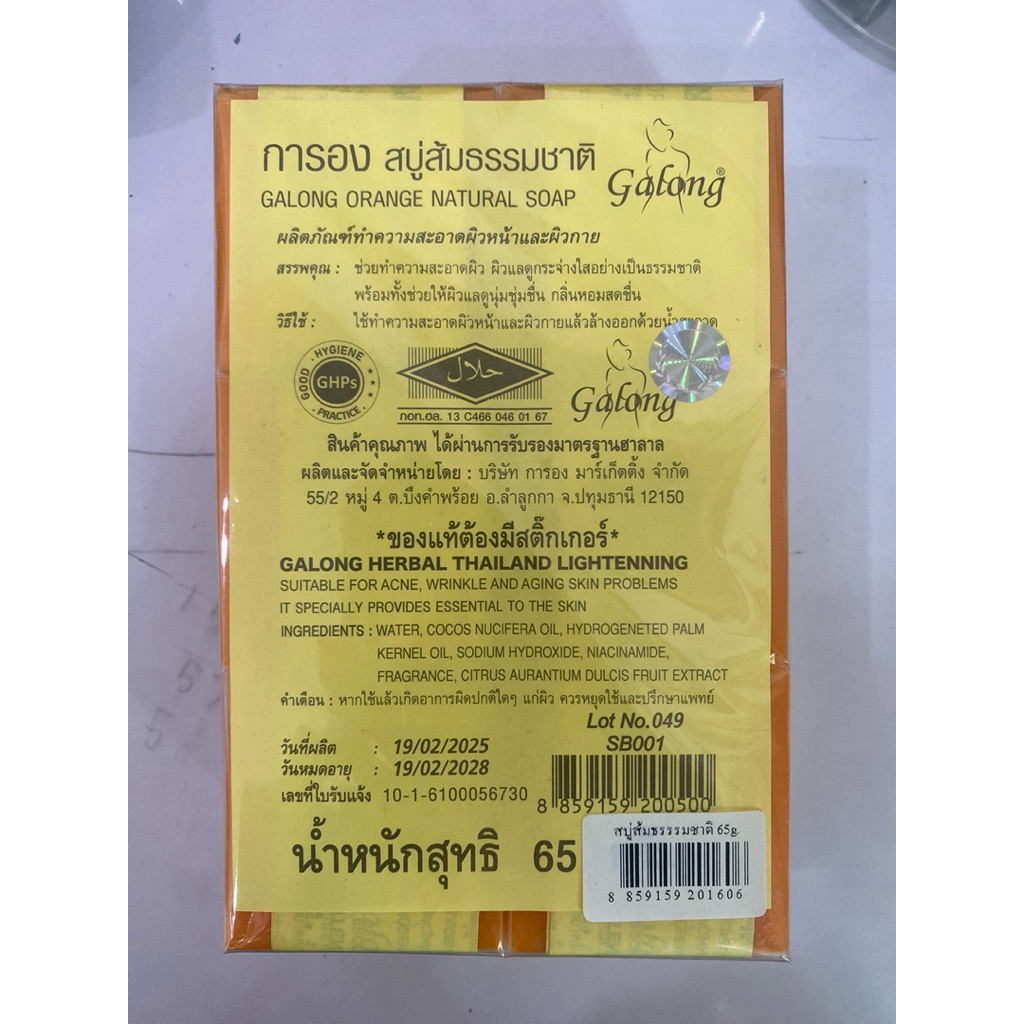 การอง สบู่ส้มธรรมชาติ
GALONG ORANGE NATURAL SOAP
Galong®
ผลิตภัณฑ์ทำความสะอาดผิวหน้าและผิวกาย
สรรพคุณ : ช่วยทำความสะอาดผิว ผิวแลดูกระจ่างใสอย่างเป็นธรรมชาติ
พร้อมทั้งช่วยให้ผิวแลดูนุ่มชุ่มชื่น กลิ่นหอมสดชื่น
วิธีใช้ : ใช้ทำความสะอาดผิวหน้าและผิวกายแล้วล้างออกด้วยน้ำสะอาด
GOOD HYGIENE PRACTICE
GHPs
حلال
กอท.ฮล. 13 C466 046 01 67
Galong
สินค้าคุณภาพ ได้ผ่านการรับรองมาตรฐานฮาลาล
ผลิตและจัดจำหน่ายโดย : บริษัท การอง มาร์เก็ตติ้ง จำกัด
55/2 หมู่ 4 ต.บึงคำพร้อย อ.ลำลูกกา จ.ปทุมธานี 12150
*ของแท้ต้องมีสติ๊กเกอร์*
GALONG HERBAL THAILAND LIGHTENNING
SUITABLE FOR ACNE, WRINKLE AND AGING SKIN PROBLEMS
IT SPECIALLY PROVIDES ESSENTIAL TO THE SKIN
INGREDIENTS : WATER, COCOS NUCIFERA OIL, HYDROGENETED PALM
KERNEL OIL, SODIUM HYDROXIDE, NIACINAMIDE,
FRAGRANCE, CITRUS AURANTIUM DULCIS FRUIT EXTRACT
คำเตือน : หากใช้แล้วเกิดอาการผิดปกติใดๆ แก่ผิว ควรหยุดใช้และปรึกษาแพทย์
Lot No.049
SB001
วันที่ผลิต : 19/02/2025
วันหมดอายุ : 19/02/2028
เลขที่ใบรับแจ้ง 10-1-6100056730
8 859159 200500
น้ำหนักสุทธิ 65
สบู่ส้มธรรรมชาติ 65g.
8 859159 201606